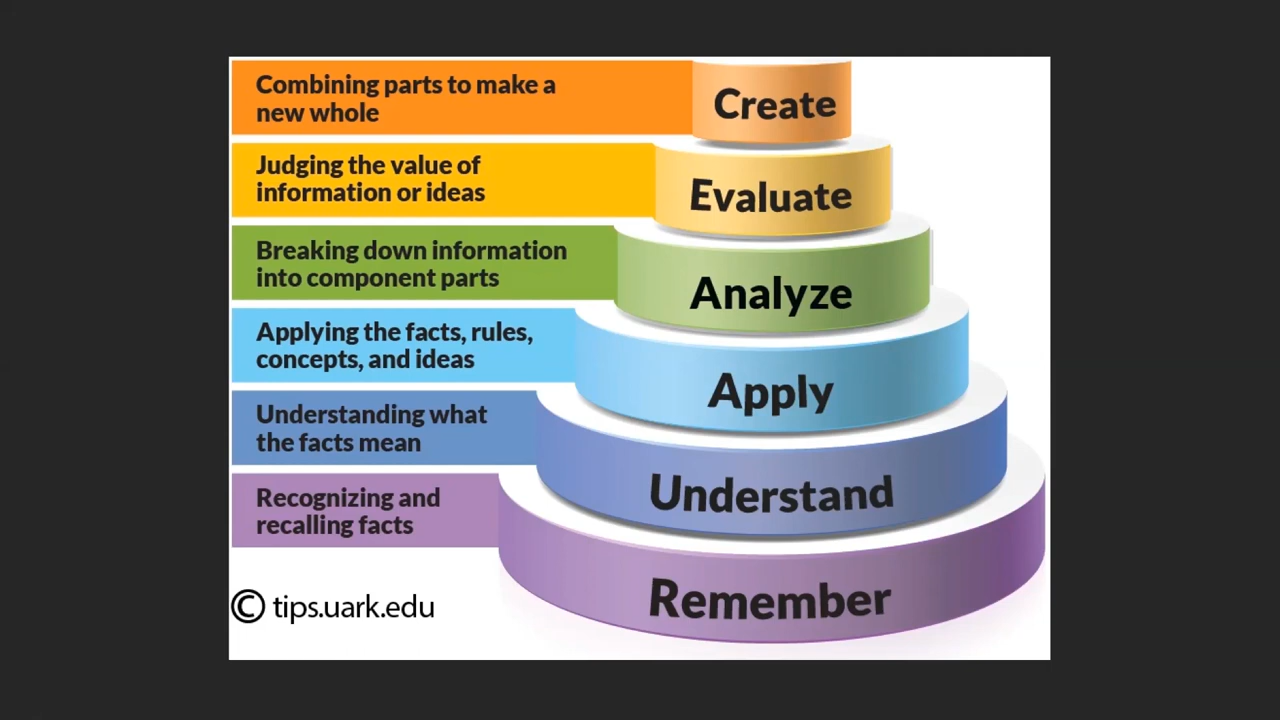 Combining parts to make a
new whole
Create
Judging the value of
information or ideas
Evaluate
Breaking down information
into component parts
Analyze
Applying the facts, rules,
concepts, and ideas
Apply
Understanding what
the facts mean
Understand
Recognizing and
recalling facts
Remember
© tips.uark.edu